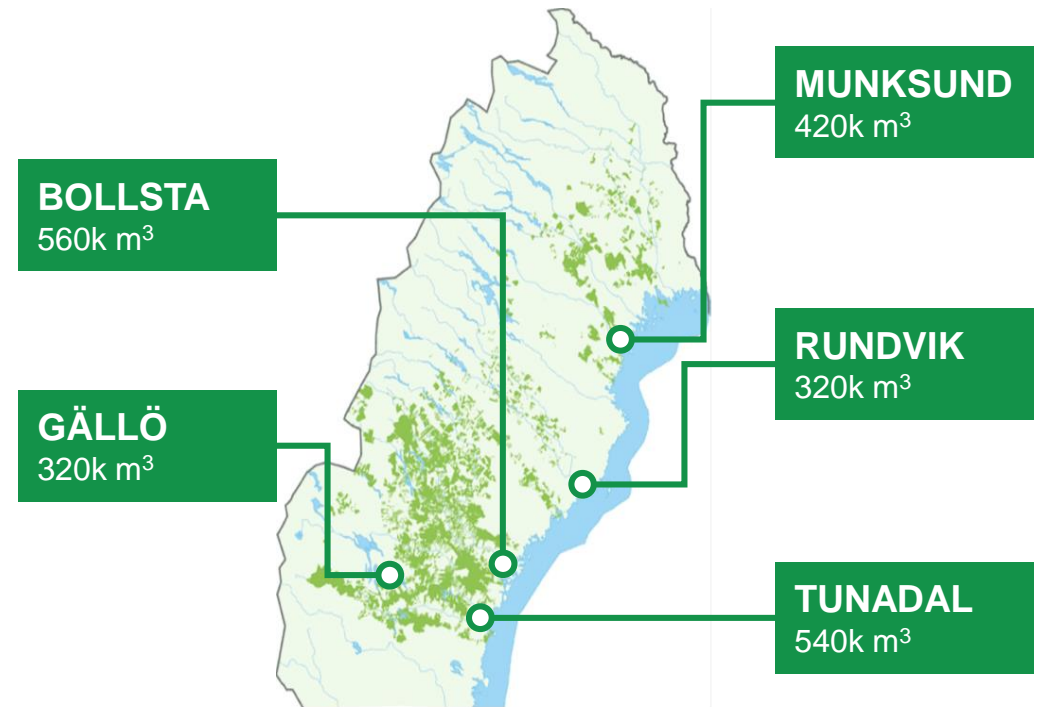 MUNKSUND
420k m³
BOLLSTA
560k m³
RUNDVIK
320k m³
GÄLLÖ
320k m³
TUNADAL
540k m³